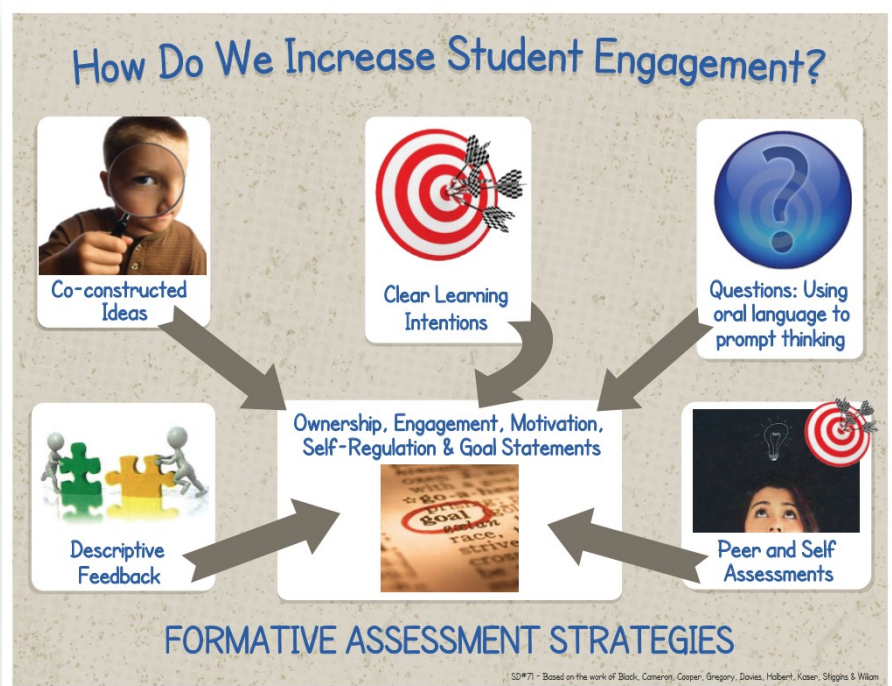 How Do We Increase Student Engagement?
Co-constructed
Ideas
Clear Learning
Intentions
Questions: Using
oral language to
prompt thinking
Ownership, Engagement, Motivation,
Self-Regulation & Goal Statements
go-a
goal
race,
strive
cross
Descriptive
Feedback
Peer and Self
Assessments
FORMATIVE ASSESSMENT STRATEGIES
SD#71 - Based on the work of Black, Cameron, Cooper, Gregory, Davies, Halbert, Kaser, Stiggins & Wiliam